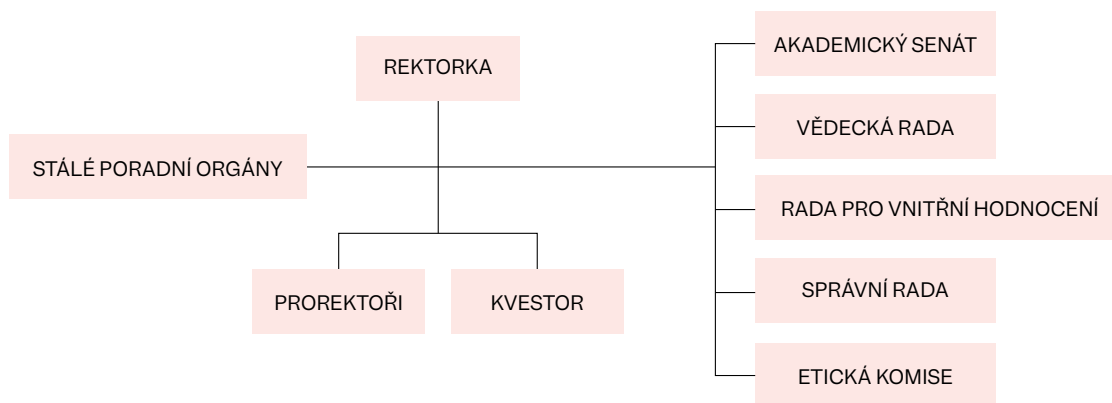 REKTORKA
STÁLÉ PORADNÍ ORGÁNY
PROREKTOŘI
KVESTOR
AKADEMICKÝ SENÁT
VĚDECKÁ RADA
RADA PRO VNITŘNÍ HODNOCENÍ
SPRÁVNÍ RADA
ETICKÁ KOMISE